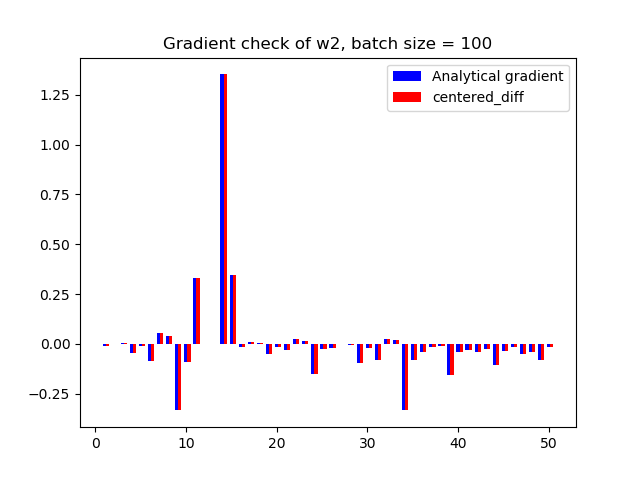 Gradient check of w2, batch size = 100
Analytical gradient
centered_diff
1.25
1.00
0.75
0.50
0.25
0.00
−0.25
0 10 20 30 40 50